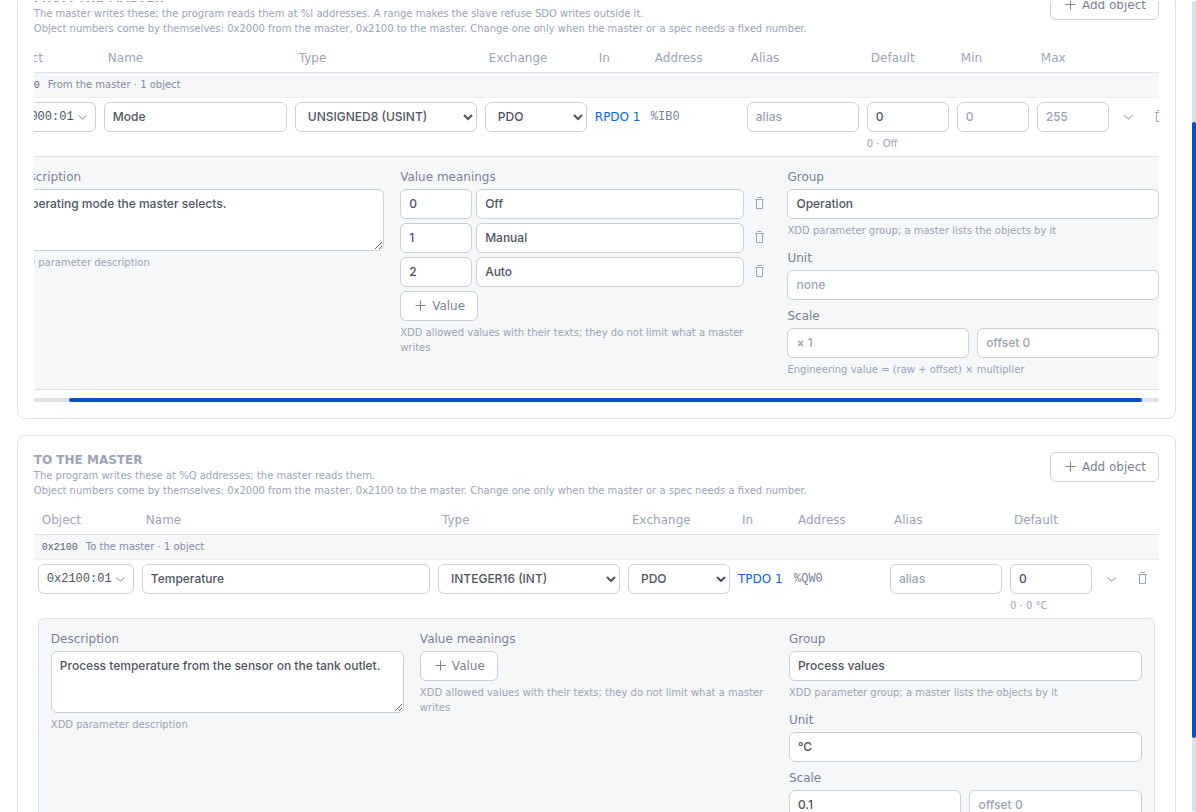 The master writes these; the program reads them at %I addresses. A range makes the slave refuse SDO writes outside it.
+ Add object
Object numbers come by themselves: 0x2000 from the master, 0x2100 to the master. Change one only when the master or a spec needs a fixed number.
ct Name Type Exchange In Address Alias Default Min Max
0 From the master · 1 object
000:01 Mode UNSIGNED8 (USINT) PDO RPDO 1 %IB0 alias 0 0 255
0 · Off
scription Value meanings Group
perating mode the master selects. 0 Off Operation
XDD parameter group; a master lists the objects by it
1 Manual
parameter description Unit
2 Auto none
+ Value Scale
XDD allowed values with their texts; they do not limit what a master
writes
× 1 offset 0
Engineering value = (raw + offset) × multiplier
TO THE MASTER
+ Add object
The program writes these at %Q addresses; the master reads them.
Object numbers come by themselves: 0x2000 from the master, 0x2100 to the master. Change one only when the master or a spec needs a fixed number.
Object Name Type Exchange In Address Alias Default
0x2100 To the master · 1 object
0x2100:01 Temperature INTEGER16 (INT) PDO TPDO 1 %QW0 alias 0
0 · 0 °C
Description Value meanings Group
Process temperature from the sensor on the tank outlet. + Value Process values
XDD allowed values with their texts; they do not limit what a master
writes
XDD parameter group; a master lists the objects by it
XDD parameter description Unit
°C
Scale
0.1 offset 0